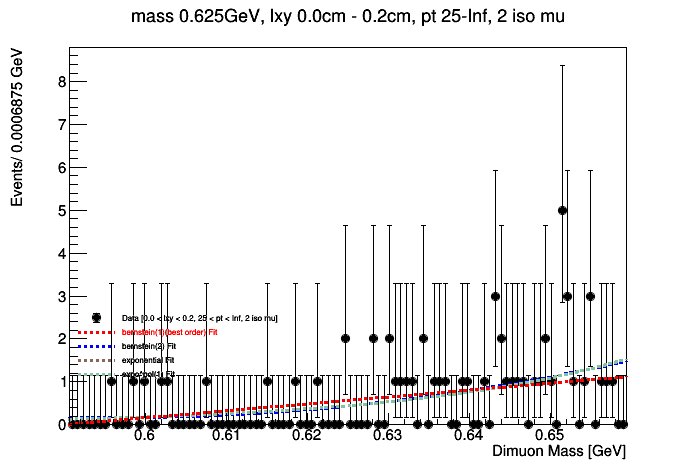 mass 0.625GeV, lxy 0.0cm - 0.2cm, pt 25-Inf, 2 iso mu
Events/ 0.0006875 GeV
8
7
6
5
4
3
2
1
0
Data [0.0 < lxy < 0.2, 25 < pt < Inf, 2 iso mu]
bernstein(1)(best order) Fit
bernstein(2) Fit
exponential Fit
Fit
0.6
0.61
0.62
0.63
0.64
0.65
Dimuon Mass [GeV]